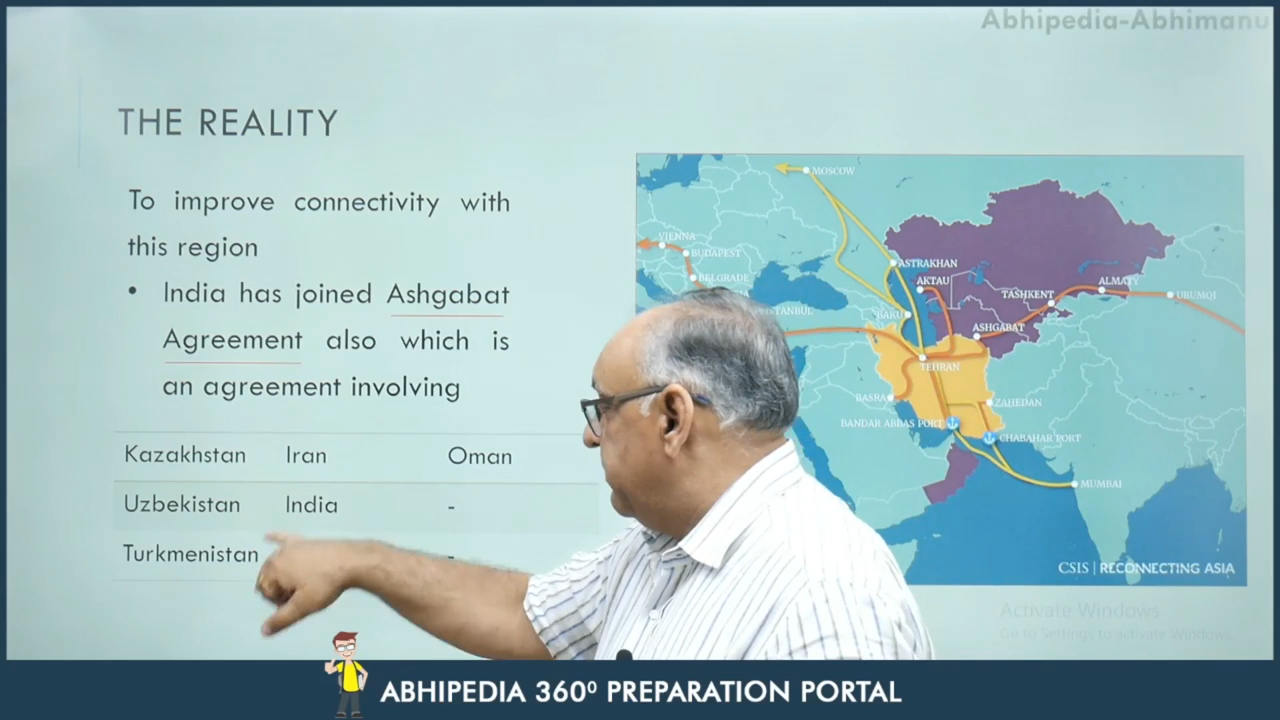 Abhipedia-Abhimanu
THE REALITY
To improve connectivity with
this region
• India has joined Ashgabat
Agreement also which is
an agreement involving
Kazakhstan Iran Oman
Uzbekistan India -
Turkmenistan -
MOSCOW
VIENNA
BUDAPEST
BELGRADE
ASTRAKHAN
AKTAU
ALMATY
TASHKENT
URUMQI
BAKU
ASHGABAT
TEHRAN
BASRA
ZAHEDAN
BANDAR ABBAS PORT
CHABAHAR PORT
MUMBAI
CSIS | RECONNECTING ASIA
Activate Windows
Go to Settings to activate Windows.
ABHIPEDIA 360⁰ PREPARATION PORTAL